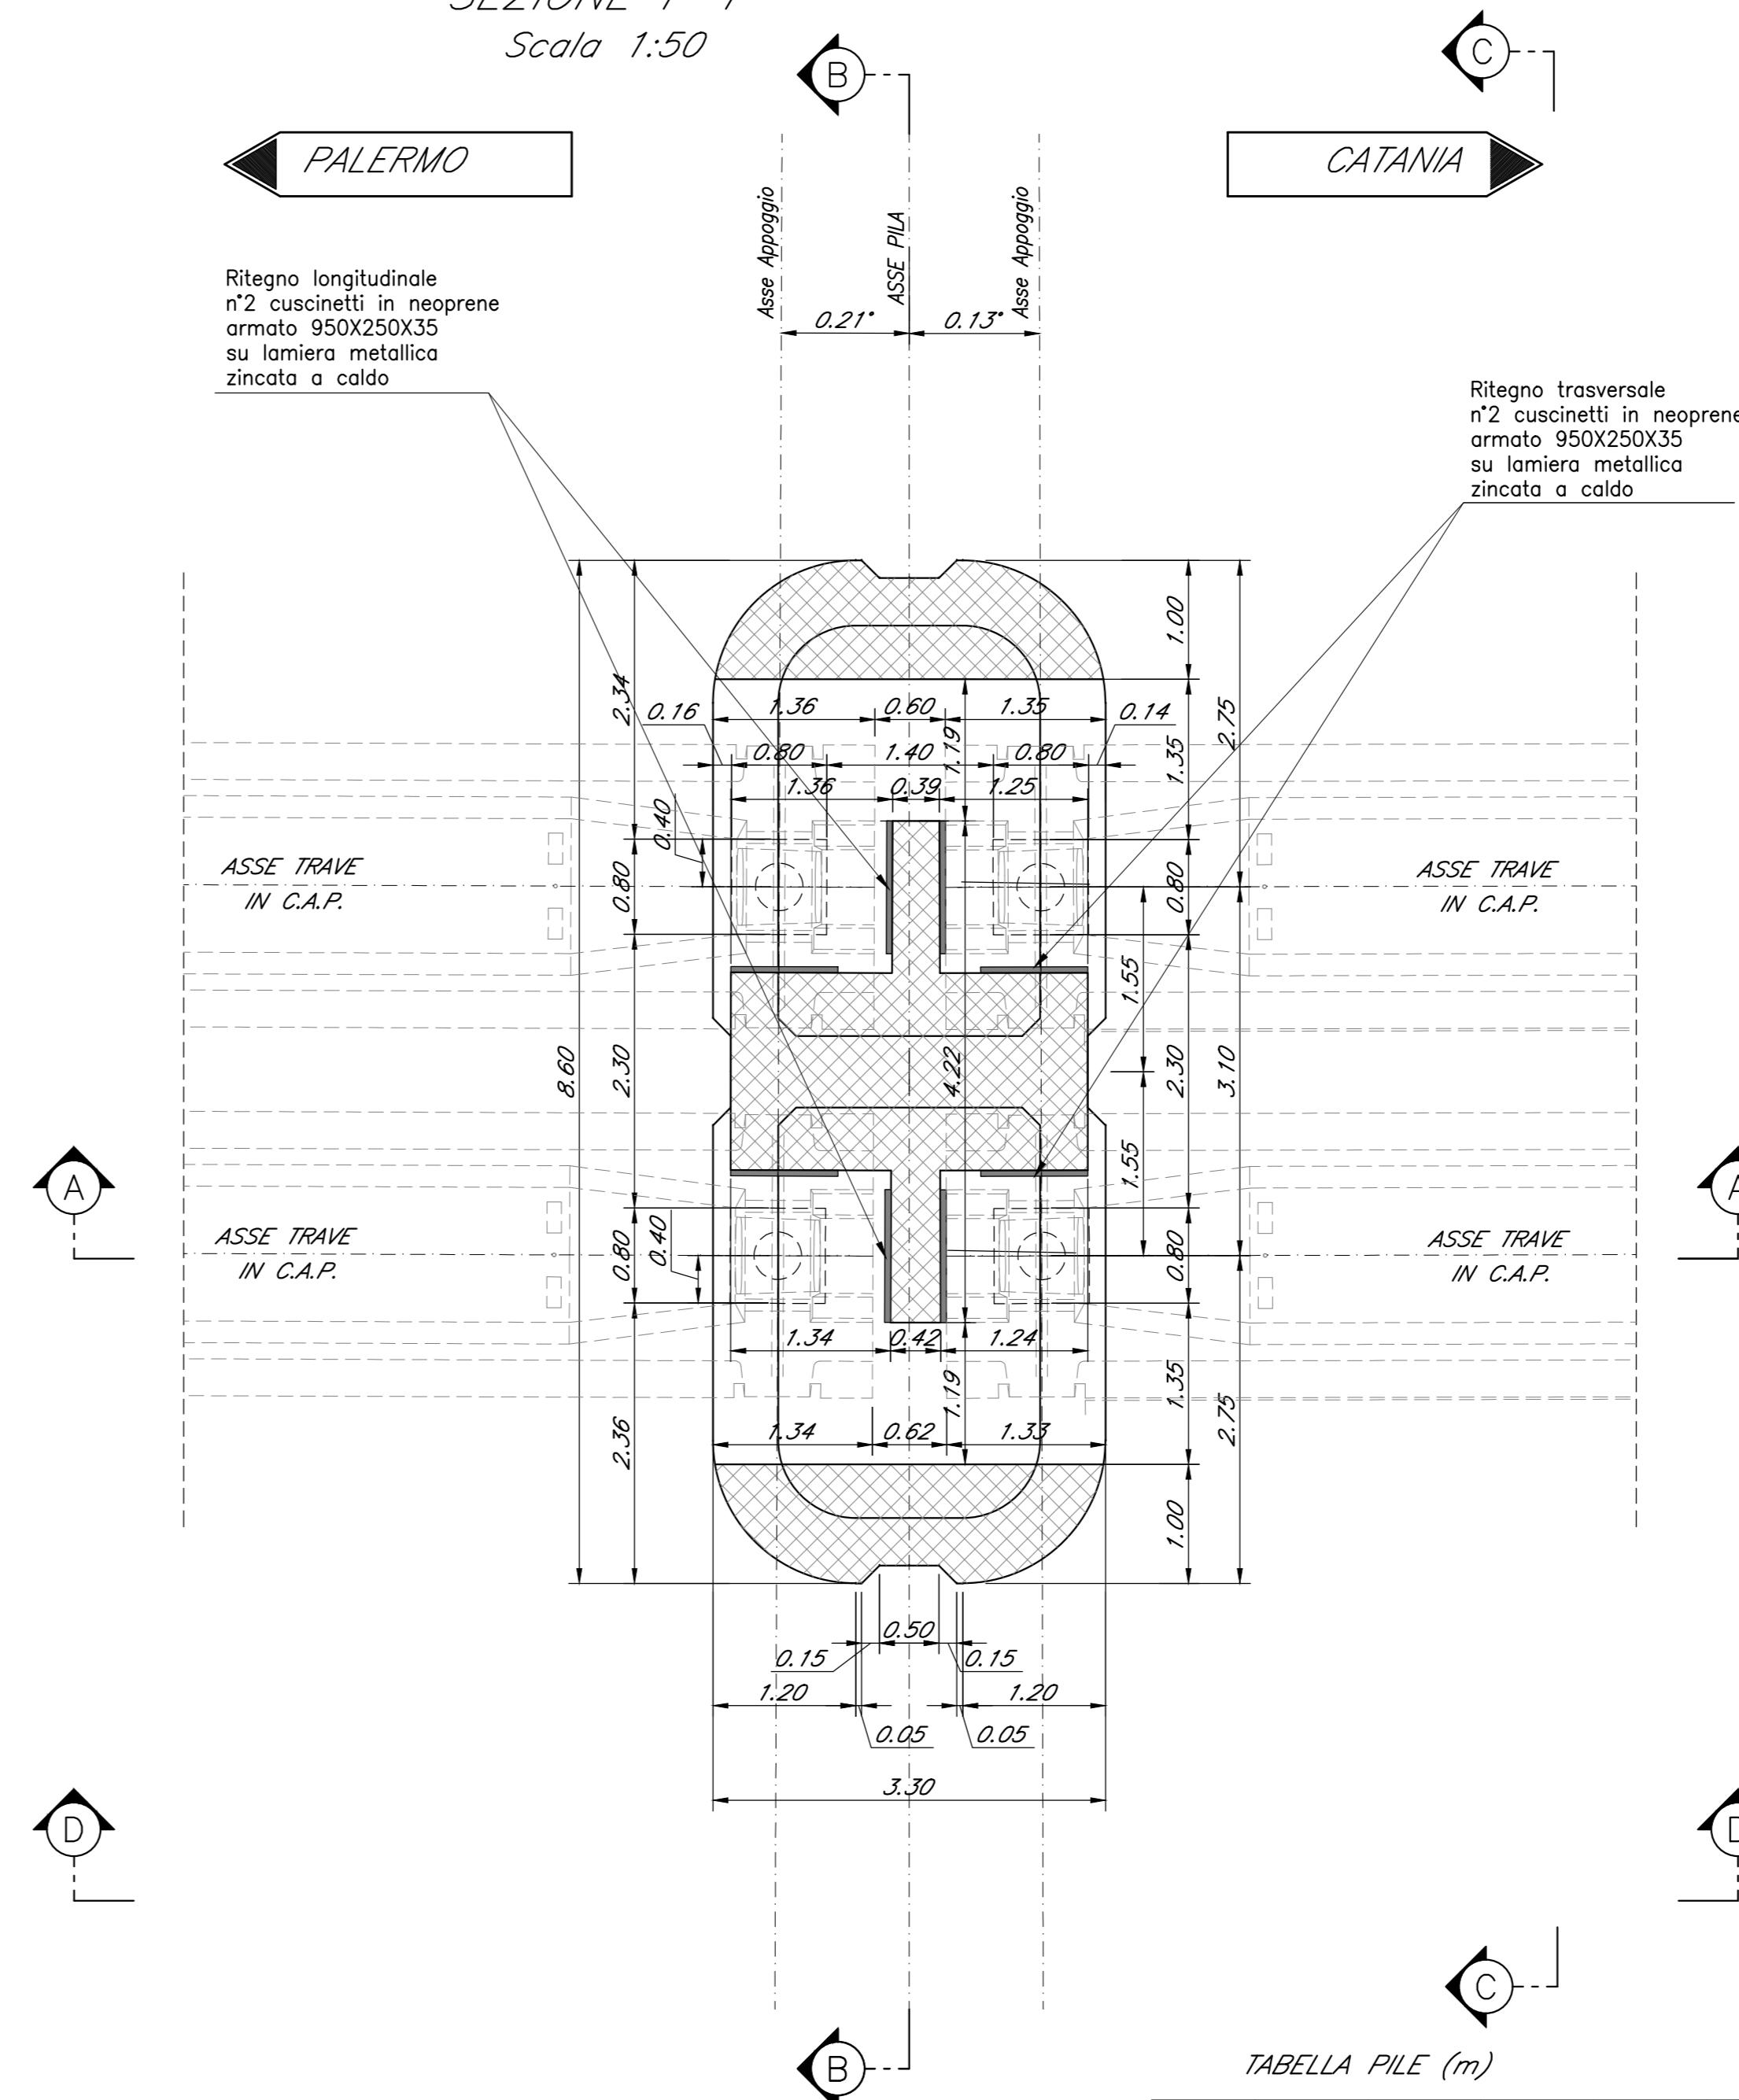 Scala 1:50
B
C
PALERMO
CATANIA
Asse Appoggio
ASSE PILA
Asse Appoggio
0.21°
0.13°
Ritegno longitudinale
n°2 cuscinetti in neoprene
armato 950X250X35
su lamiera metallica
zincata a caldo
Ritegno trasversale
n°2 cuscinetti in neoprene
armato 950X250X35
su lamiera metallica
zincata a caldo
1.00
2.34
2.75
0.16
1.36
0.60
1.35
0.14
1.19
1.35
0.80
1.40
0.80
1.36
0.39
1.25
0.40
ASSE TRAVE
IN C.A.P.
0.80
0.80
ASSE TRAVE
IN C.A.P.
1.55
8.60
2.30
4.22
2.30
3.10
1.55
A
A
ASSE TRAVE
IN C.A.P.
0.80
0.40
0.80
ASSE TRAVE
IN C.A.P.
1.34
0.42
1.24
1.19
1.35
2.36
2.75
1.34
0.62
1.33
1.00
0.50
0.15
0.15
1.20
1.20
0.05
0.05
3.30
D
D
C
B
TABELLA PILE (m)